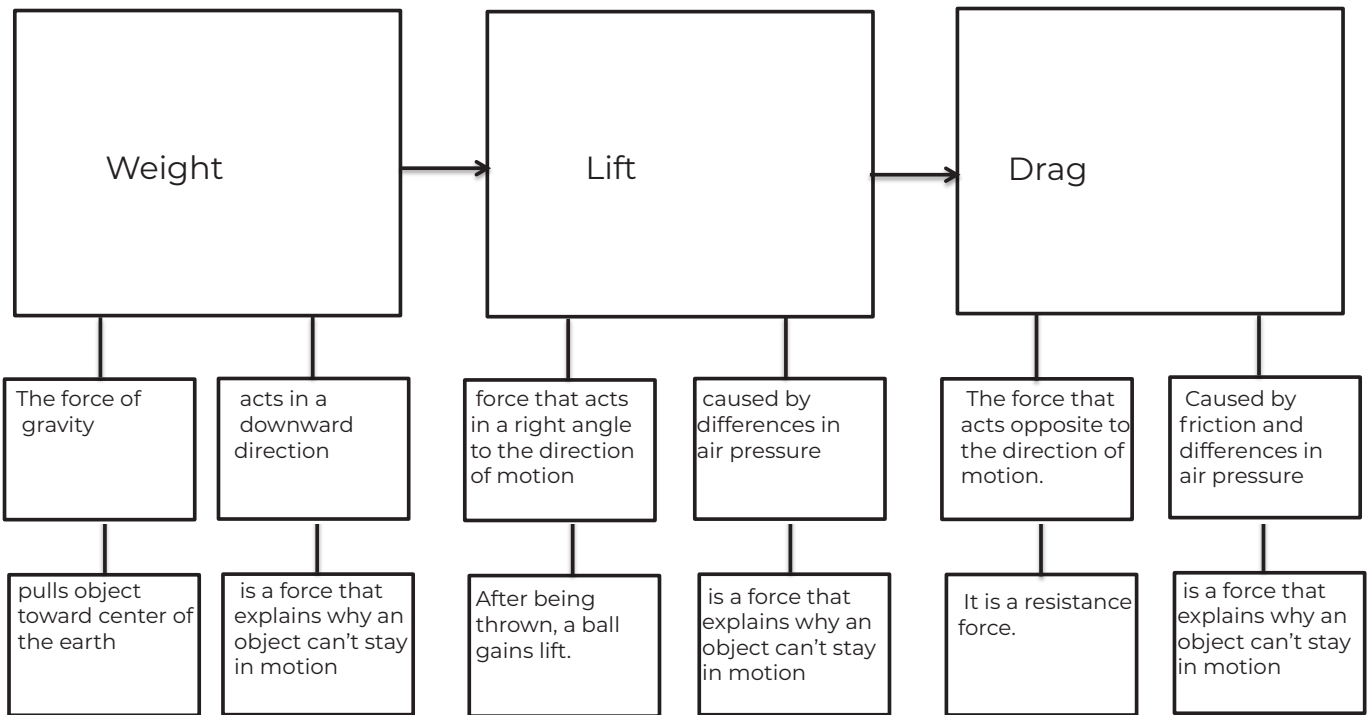 Weight
Lift
Drag
The force of
gravity
acts in a
downward
direction
force that acts
in a right angle
to the direction
of motion
caused by
differences in
air pressure
The force that
acts opposite to
the direction of
motion.
Caused by
friction and
differences in
air pressure
pulls object
toward center of
the earth
is a force that
explains why an
object can’t stay
in motion
After being
thrown, a ball
gains lift.
is a force that
explains why an
object can’t stay
in motion
It is a resistance
force.
is a force that
explains why an
object can’t stay
in motion